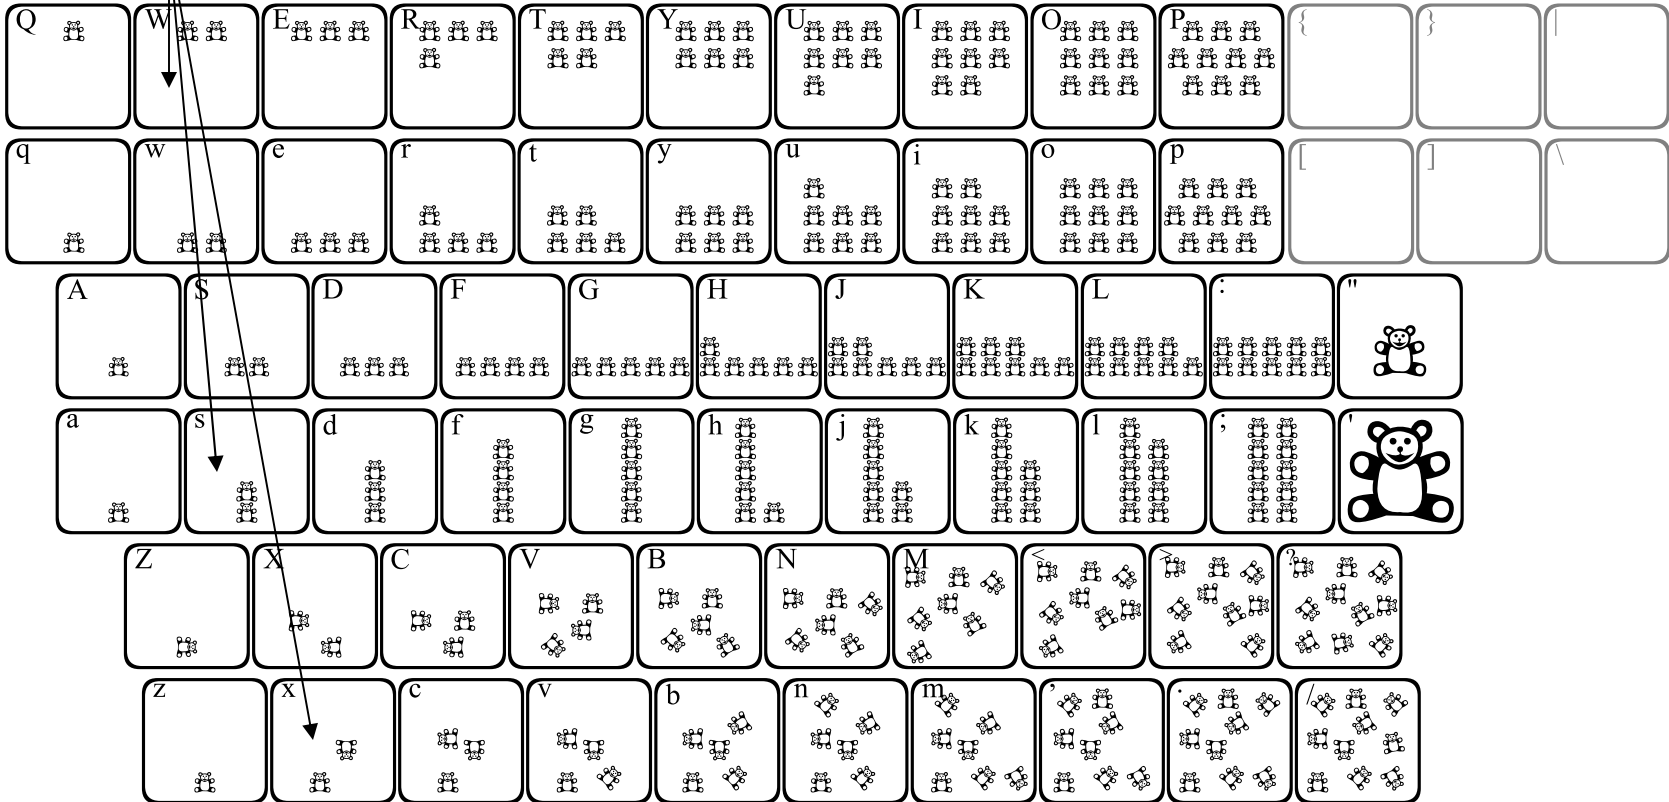 Q W E R T Y U I O P { } |
q w e r t y u i o p [ ] \
A S D F G H J K L : "
a s d f g h j k l ; '
Z X C V B N M < > ?
z x c v b n m , . /